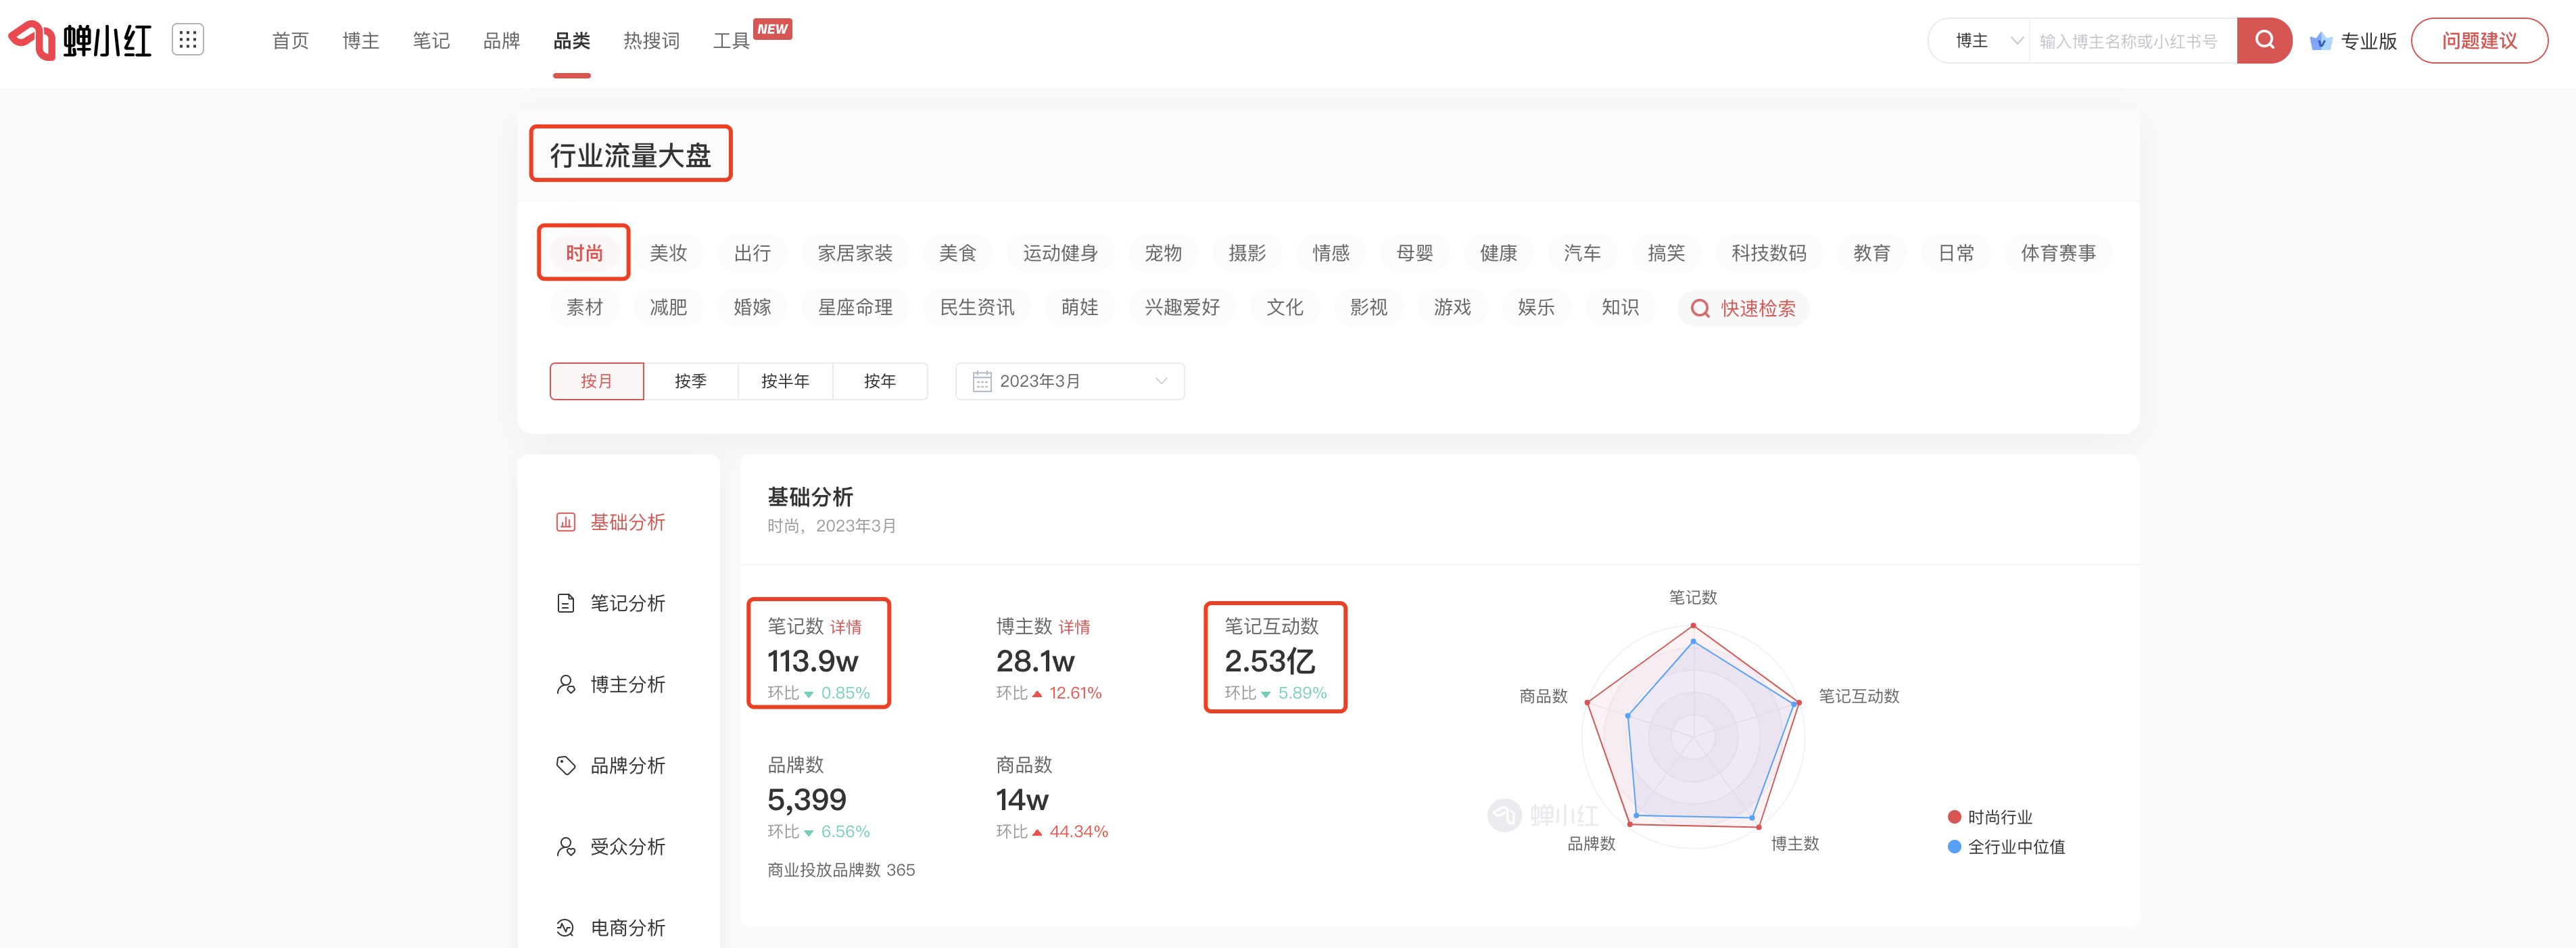 蝉小红
首页 博主 笔记 品牌 品类 热搜词 工具 NEW
博主 输入博主名称或小红书号 专业版 问题建议
行业流量大盘
时尚 美妆 出行 家居家装 美食 运动健身 宠物 摄影 情感 母婴 健康 汽车 搞笑 科技数码 教育 日常 体育赛事
素材 减肥 婚嫁 星座命理 民生资讯 萌娃 兴趣爱好 文化 影视 游戏 娱乐 知识 快速检索
按月 按季 按半年 按年 2023年3月
基础分析
笔记分析
博主分析
品牌分析
受众分析
电商分析
基础分析
时尚，2023年3月
笔记数 详情
113.9w
环比 0.85%
博主数 详情
28.1w
环比 12.61%
笔记互动数
2.53亿
环比 5.89%
品牌数
5,399
环比 6.56%
商业投放品牌数 365
商品数
14w
环比 44.34%
笔记数
商品数
笔记互动数
蝉小红
品牌数
博主数
时尚行业
全行业中位值